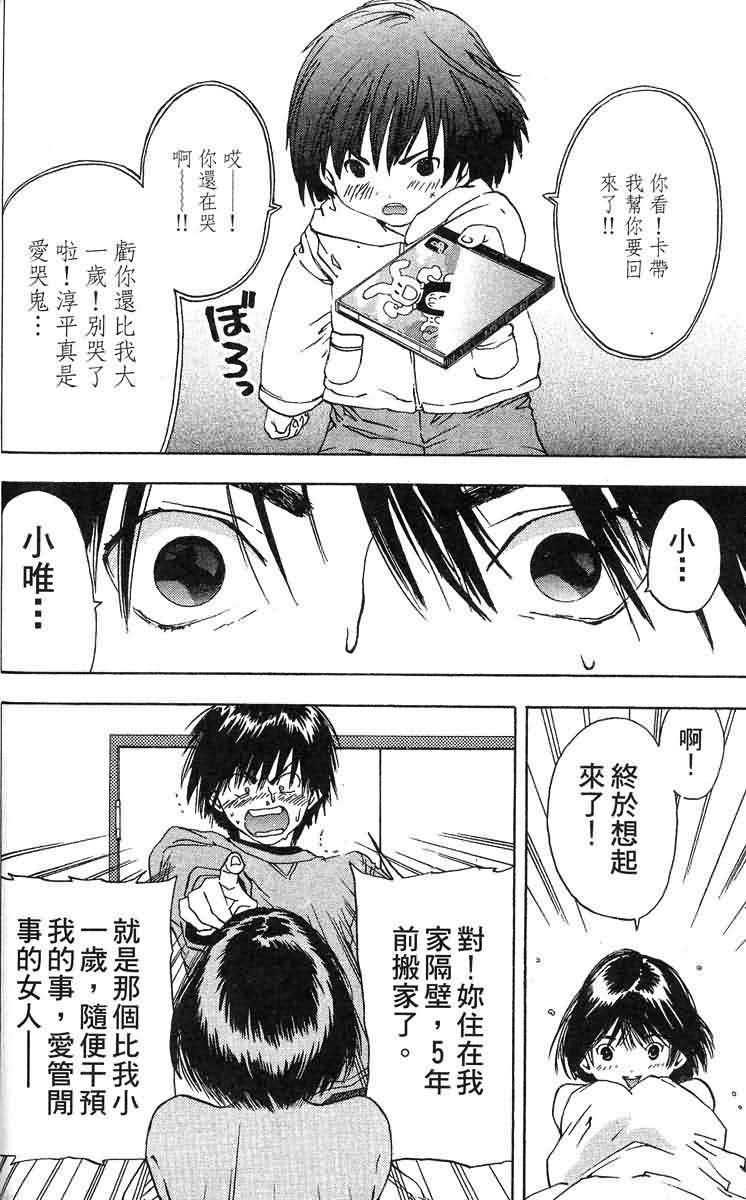 你看！卡帶
我幫你要回
來了！！
哎──！
你還在哭
啊~~！！
虧你還比我大
一歲！別哭了
啦！淳平真是
愛哭鬼…
ぼろっ
小…
小唯…
啊！
終於想起
來了！
對！妳住在我
家隔壁，5年
前搬家了。
就是那個比我小
一歲，隨便干預
我的事，愛管閒
事的女人──